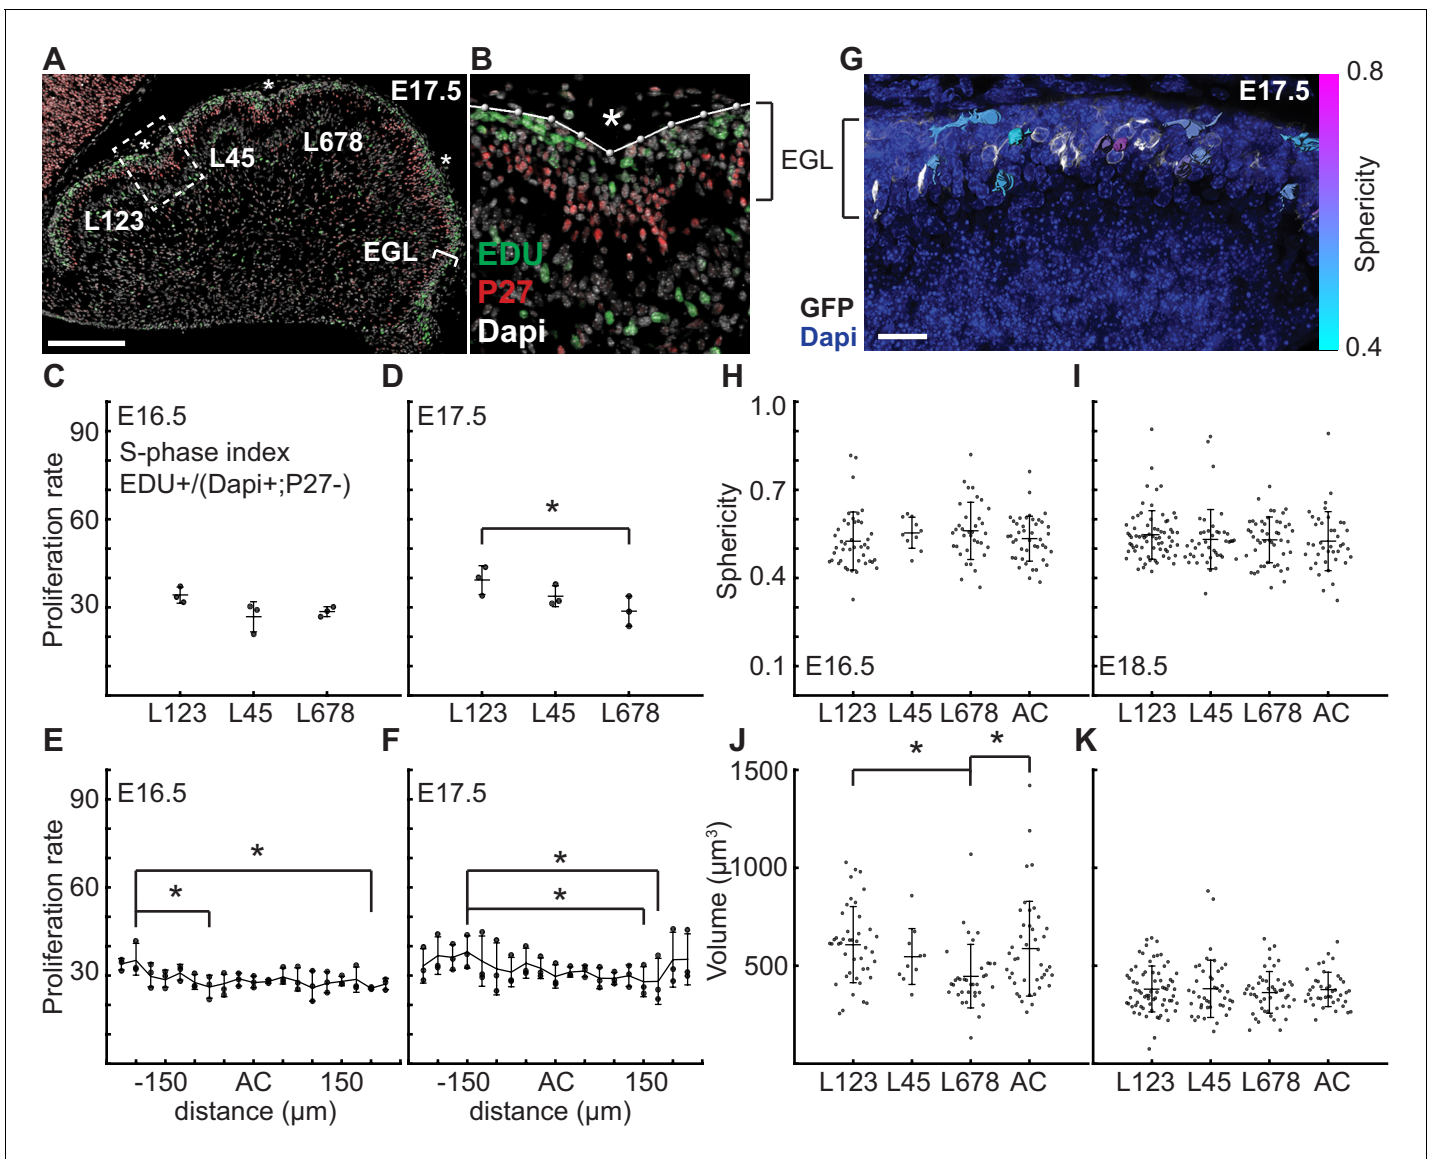 A
E17.5
*
*
*
L678
L45
L123
EGL
B
*
EGL
EDU
P27
Dapi
G
E17.5
0.8
Sphericity
0.4
GFP
Dapi
C
E16.5
S-phase index
EDU+/(Dapi+;P27-)
Proliferation rate
90
60
30
L123 L45 L678
D
E17.5
*
L123 L45 L678
H
1.0
0.7
0.4
0.1
Sphericity
E16.5
L123 L45 L678 AC
I
E18.5
L123 L45 L678 AC
E
E16.5
Proliferation rate
90
60
30
*
*
-150 AC 150
distance (µm)
F
E17.5
*
*
-150 AC 150
distance (µm)
J
* *
1500
1000
500
Volume (µm³)
L123 L45 L678 AC
K
L123 L45 L678 AC